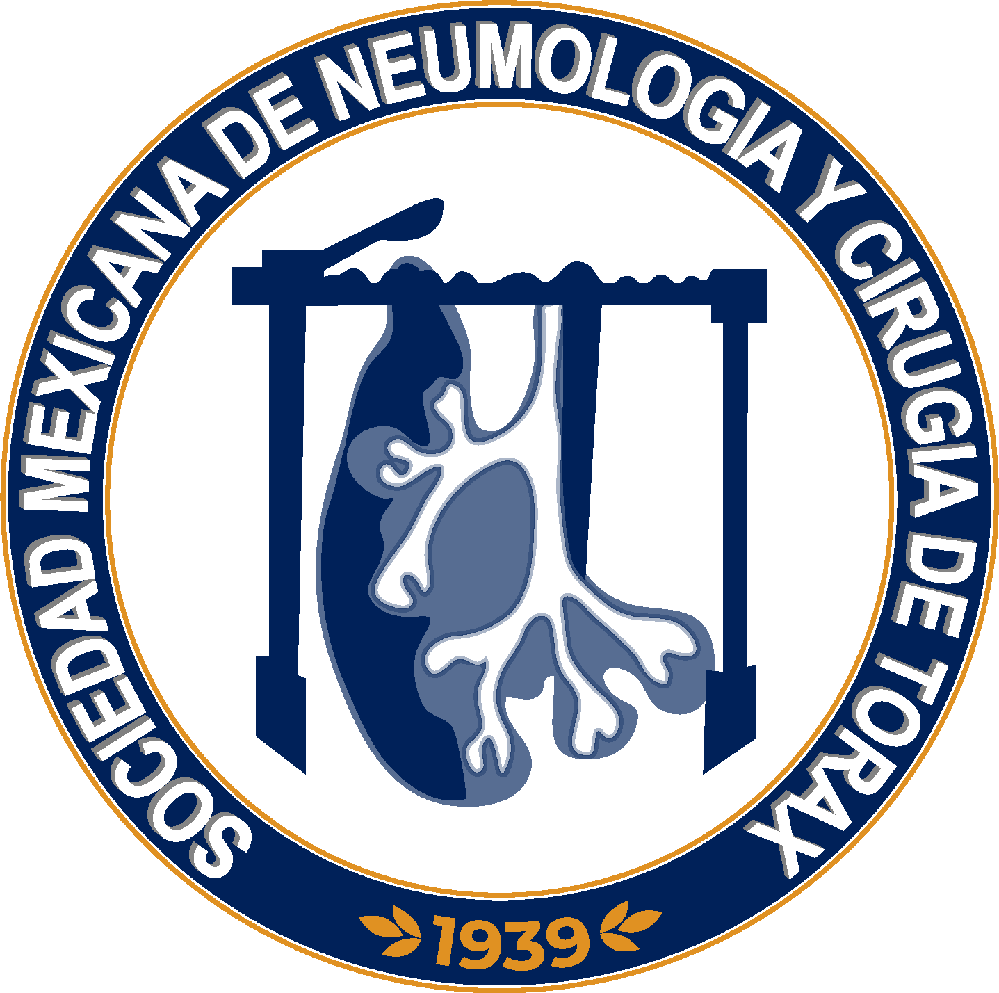 SOCIEDAD MEXICANA DE NEUMOLOGIA Y CIRUGIA DE TORAX
1939